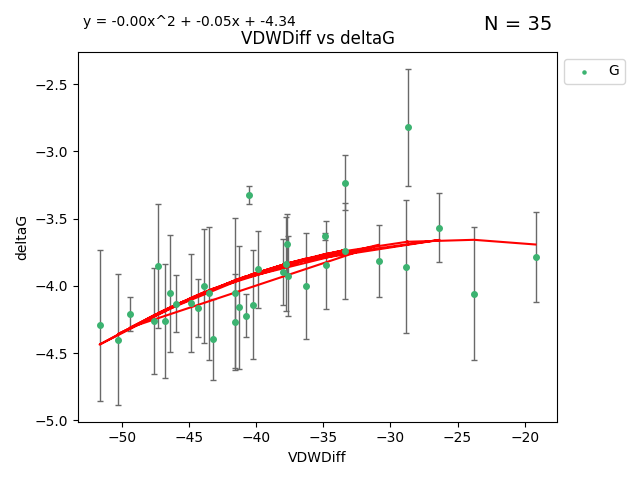 y = -0.00x^2 + -0.05x + -4.34
N = 35
VDWDiff vs deltaG
G
deltaG
−2.5
−3.0
−3.5
−4.0
−4.5
−5.0
−50 −45 −40 −35 −30 −25 −20
VDWDiff